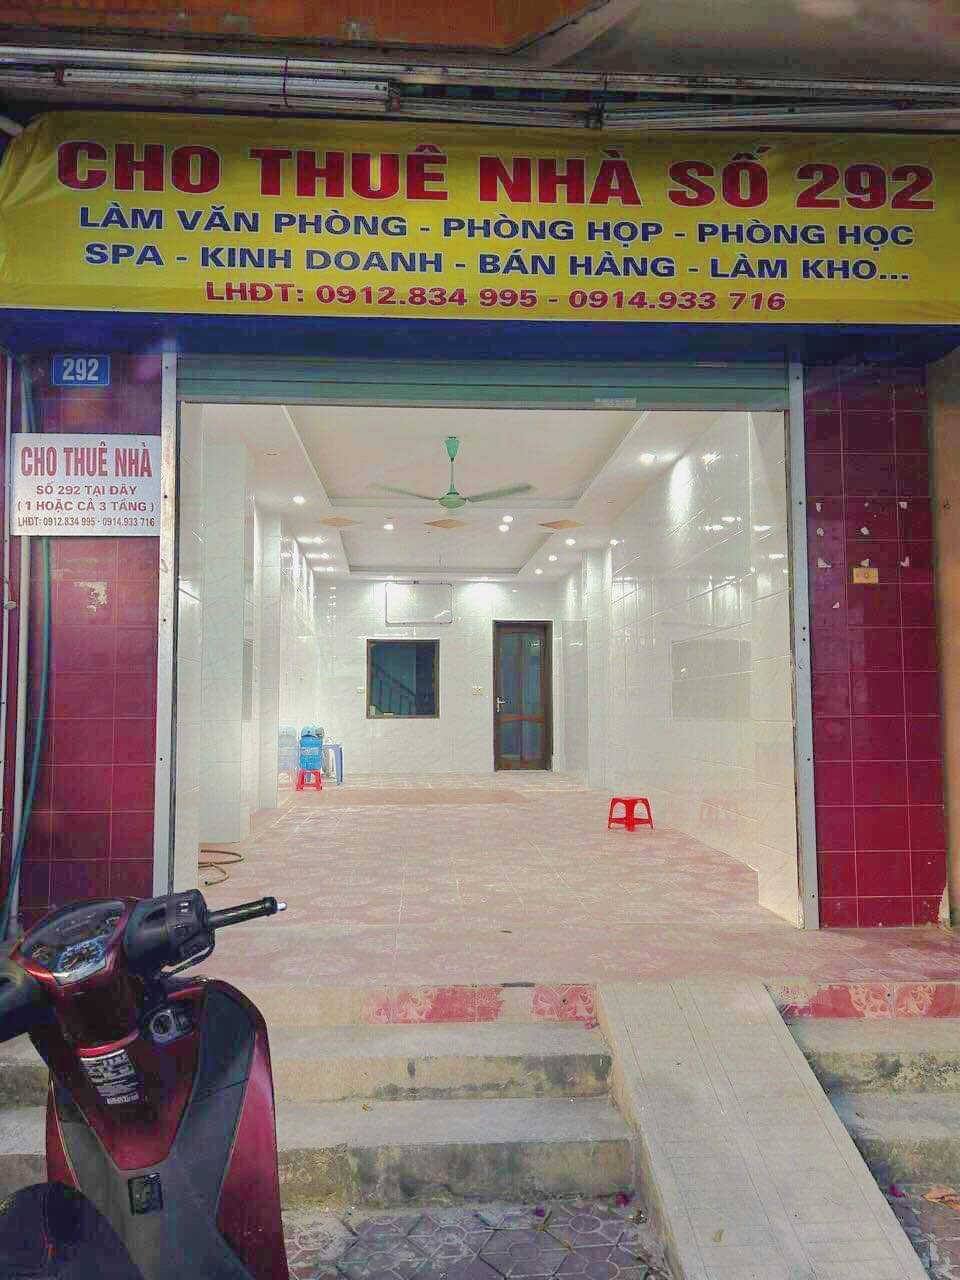 CHO THUÊ NHÀ SỐ 292
LÀM VĂN PHÒNG - PHÒNG HỌP - PHÒNG HỌC
SPA - KINH DOANH - BÁN HÀNG - LÀM KHO...
LHĐT: 0912.834 995 - 0914.933 716
292
CHO THUÊ NHÀ
SỐ 292 TẠI ĐÂY
( 1 HOẶC CẢ 3 TẦNG )
LHĐT: 0912.834 995 - 0914.933 716